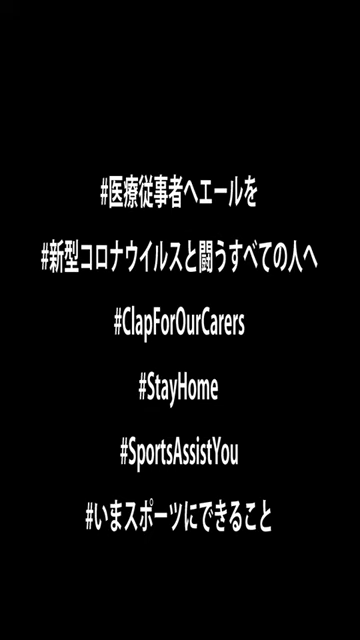 #医療従事者へエールを
#新型コロナウイルスと闘うすべての人へ
#ClapForOurCarers
#StayHome
#SportsAssistYou
#いまスポーツにできること